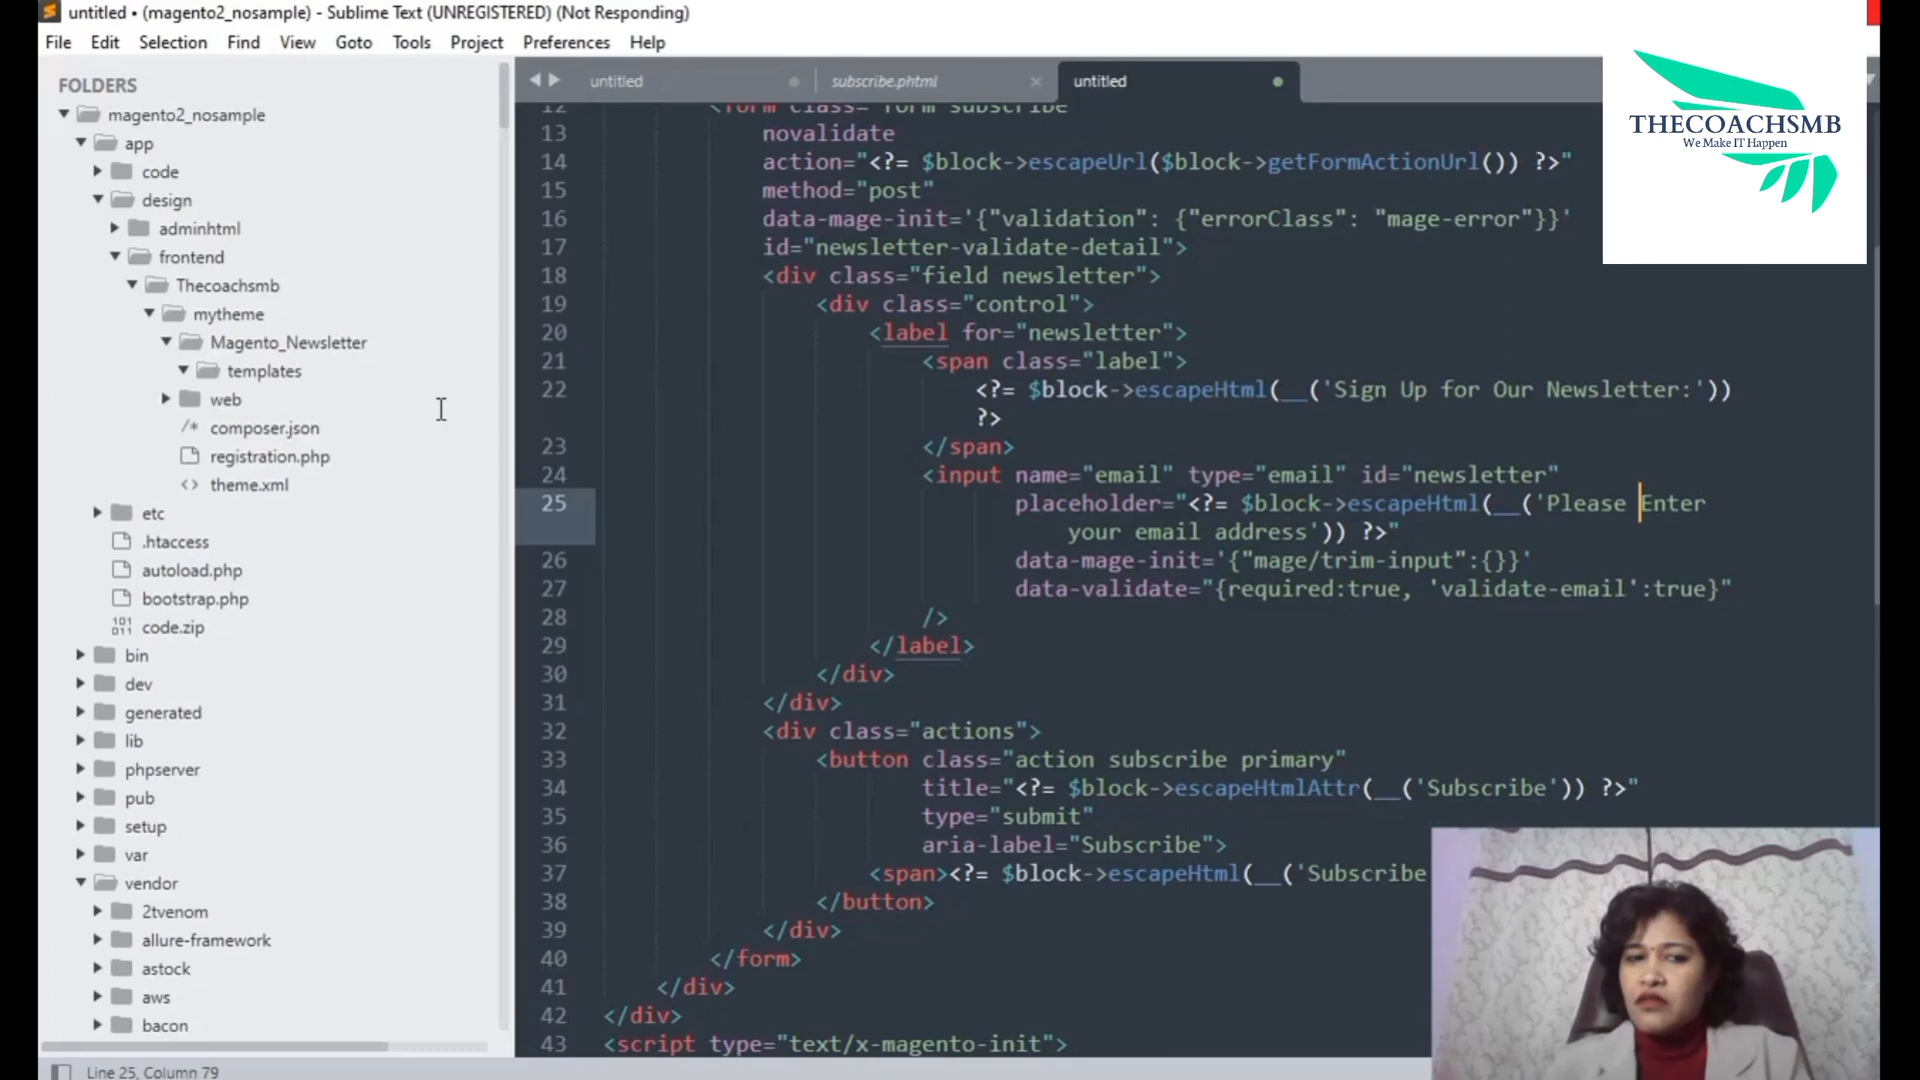 untitled • (magento2_nosample) - Sublime Text (UNREGISTERED) (Not Responding)
File Edit Selection Find View Goto Tools Project Preferences Help
FOLDERS
magento2_nosample
app
code
design
adminhtml
frontend
Thecoachsmb
mytheme
Magento_Newsletter
templates
web
/* composer.json
registration.php
<> theme.xml
etc
.htaccess
autoload.php
bootstrap.php
code.zip
bin
dev
generated
lib
phpserver
pub
setup
var
vendor
2tvenom
allure-framework
astock
aws
bacon
untitled subscribe.phtml × untitled
12 <form class="form subscribe"
13 novalidate
14 action="<?= $block->escapeUrl($block->getFormActionUrl()) ?>"
15 method="post"
16 data-mage-init='{"validation": {"errorClass": "mage-error"}}'
17 id="newsletter-validate-detail">
18 <div class="field newsletter">
19 <div class="control">
20 <label for="newsletter">
21 <span class="label">
22 <?= $block->escapeHtml(__('Sign Up for Our Newsletter:'))
?>
23 </span>
24 <input name="email" type="email" id="newsletter"
25 placeholder="<?= $block->escapeHtml(__('Please Enter
your email address')) ?>"
26 data-mage-init='{"mage/trim-input":{}}'
27 data-validate="{required:true, 'validate-email':true}"
28 />
29 </label>
30 </div>
31 </div>
32 <div class="actions">
33 <button class="action subscribe primary"
34 title="<?= $block->escapeHtmlAttr(__('Subscribe')) ?>"
35 type="submit"
36 aria-label="Subscribe">
37 <span><?= $block->escapeHtml(__('Subscribe
38 </button>
39 </div>
40 </form>
41 </div>
42 </div>
43 <script type="text/x-magento-init">
THECOACHSMB
We Make IT Happen
Line 25, Column 79